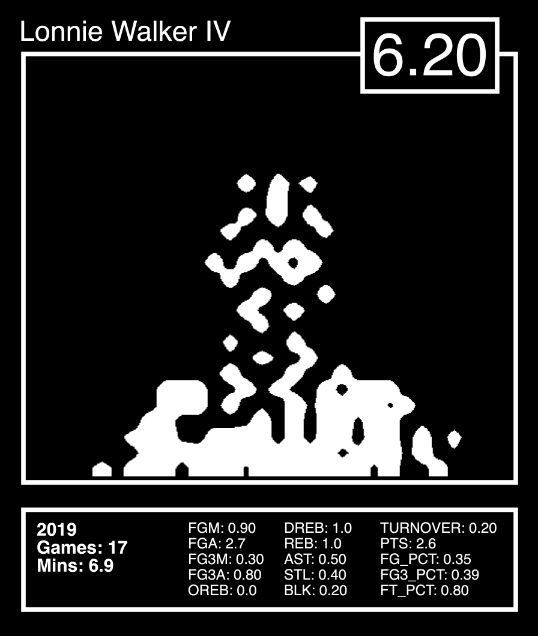 Lonnie Walker IV
6.20
2019
Games: 17
Mins: 6.9
FGM: 0.90
FGA: 2.7
FG3M: 0.30
FG3A: 0.80
OREB: 0.0
DREB: 1.0
REB: 1.0
AST: 0.50
STL: 0.40
BLK: 0.20
TURNOVER: 0.20
PTS: 2.6
FG_PCT: 0.35
FG3_PCT: 0.39
FT_PCT: 0.80